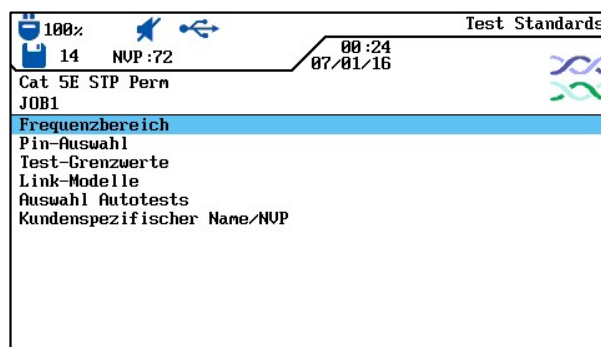 100% Test Standards
14 NVP:72 00:24
07/01/16
Cat 5E STP Perm
JOB1
Frequenzbereich
Pin-Auswahl
Test-Grenzwerte
Link-Modelle
Auswahl Autotests
Kundenspezifischer Name/NVP